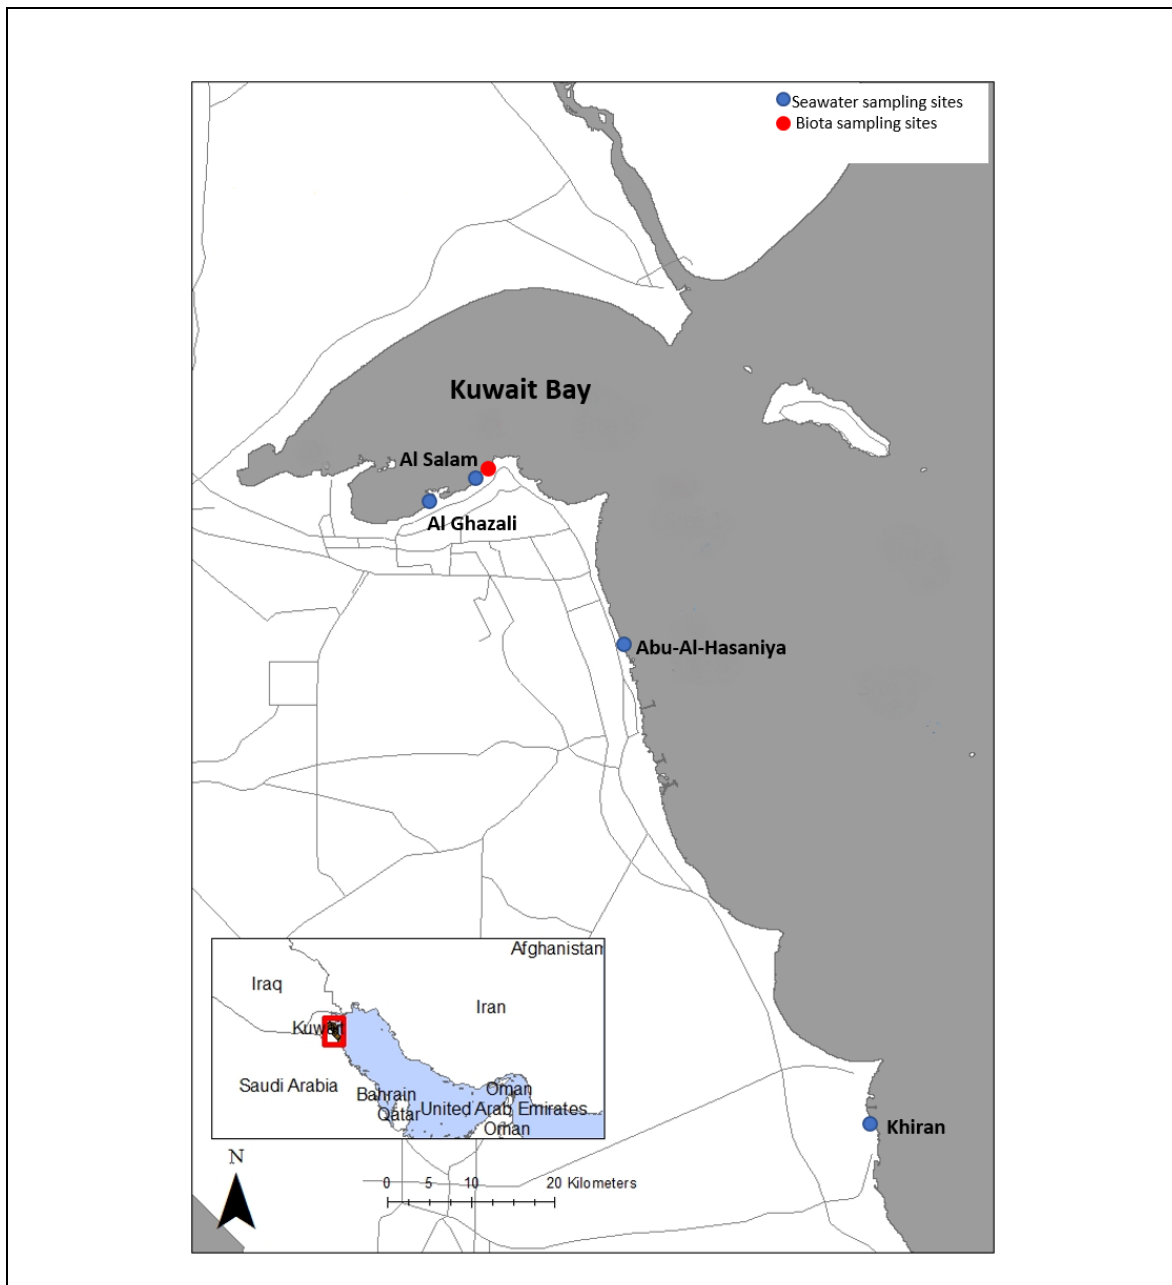 Seawater sampling sites
Biota sampling sites
Kuwait Bay
Al Salam
Al Ghazali
Abu-Al-Hasaniya
Afghanistan
Iraq
Iran
Kuwait
Saudi Arabia
Bahrain
Oman
Qatar
United Arab Emirates
Oman
Khiran
N
0 5 10 20 Kilometers